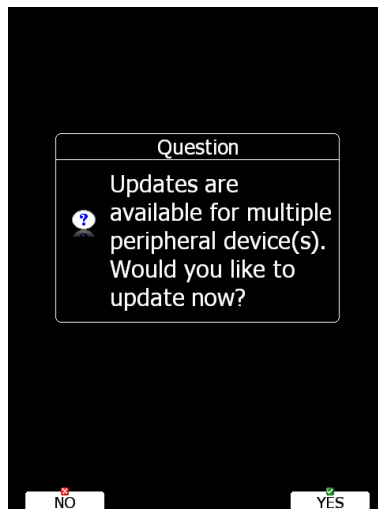 Question
Updates are
available for multiple
peripheral device(s).
Would you like to
update now?
NO
YES